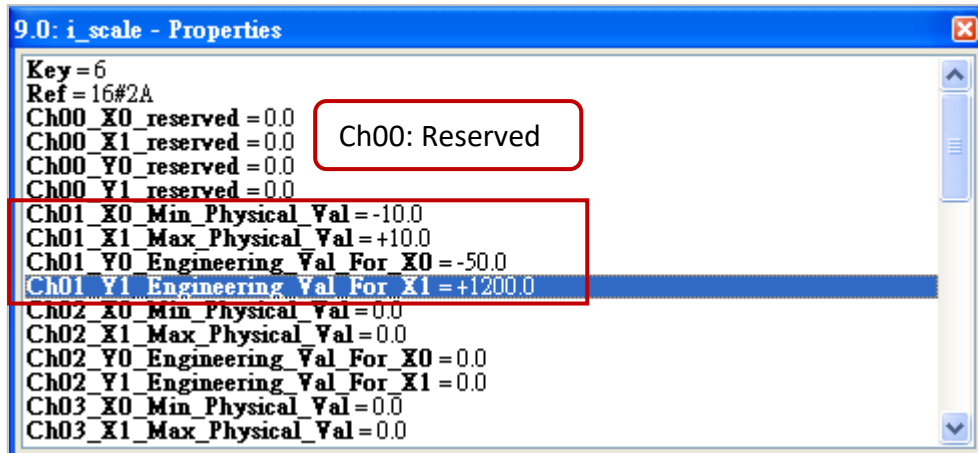 9.0: i_scale - Properties
Key = 6
Ref = 16#2A
Ch00_X0_reserved = 0.0
Ch00_X1_reserved = 0.0
Ch00: Reserved
Ch00_Y0_reserved = 0.0
Ch00_Y1_reserved = 0.0
Ch01_X0_Min_Physical_Val = -10.0
Ch01_X1_Max_Physical_Val = +10.0
Ch01_Y0_Engineering_Val_For_X0 = -50.0
Ch01_Y1_Engineering_Val_For_X1 = +1200.0
Ch02_X0_Min_Physical_Val = 0.0
Ch02_X1_Max_Physical_Val = 0.0
Ch02_Y0_Engineering_Val_For_X0 = 0.0
Ch02_Y1_Engineering_Val_For_X1 = 0.0
Ch03_X0_Min_Physical_Val = 0.0
Ch03_X1_Max_Physical_Val = 0.0